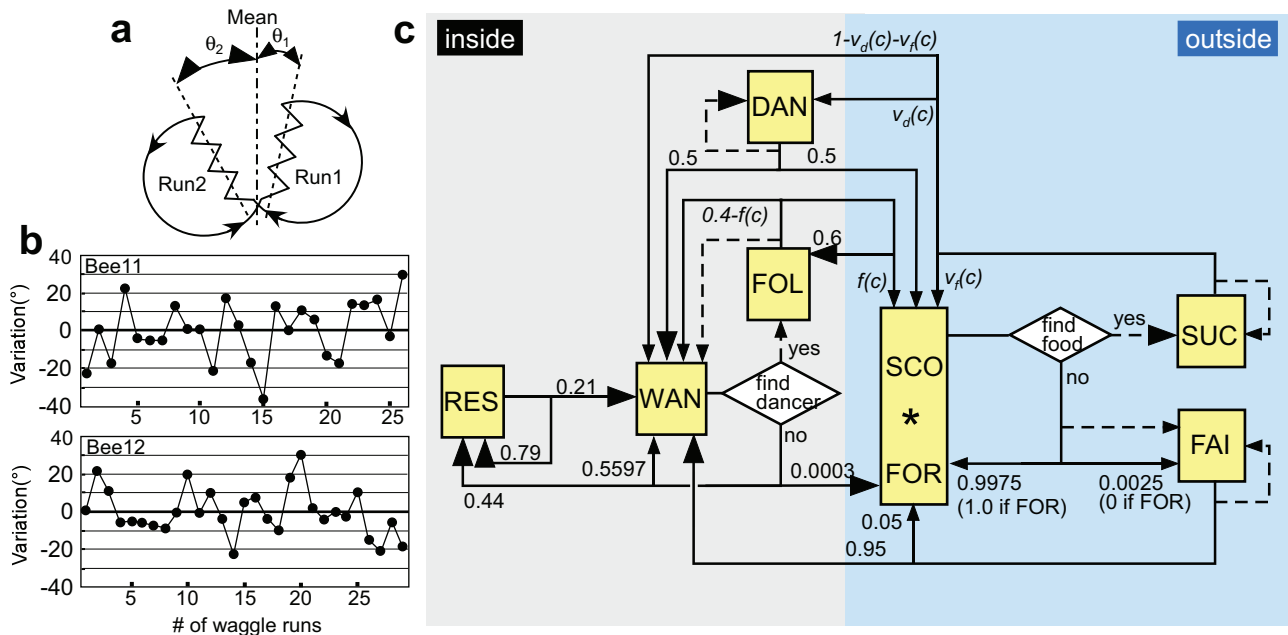 a
Mean
θ2
θ1
Run2
Run1
b
Bee11
Variation(°)
40
20
0
-20
-40
5
10
15
20
25
Bee12
Variation(°)
40
20
0
-20
-40
5
10
15
20
25
# of waggle runs
c
inside
outside
1-vd(c)-vf(c)
DAN
vd(c)
0.5
0.5
0.4-f(c)
0.6
FOL
f(c)
vf(c)
yes
find
food
yes
SUC
no
RES
0.21
WAN
find
dancer
no
SCO
*
FOR
FAI
0.79
0.44
0.5597
0.0003
0.9975
(1.0 if FOR)
0.0025
(0 if FOR)
0.05
0.95